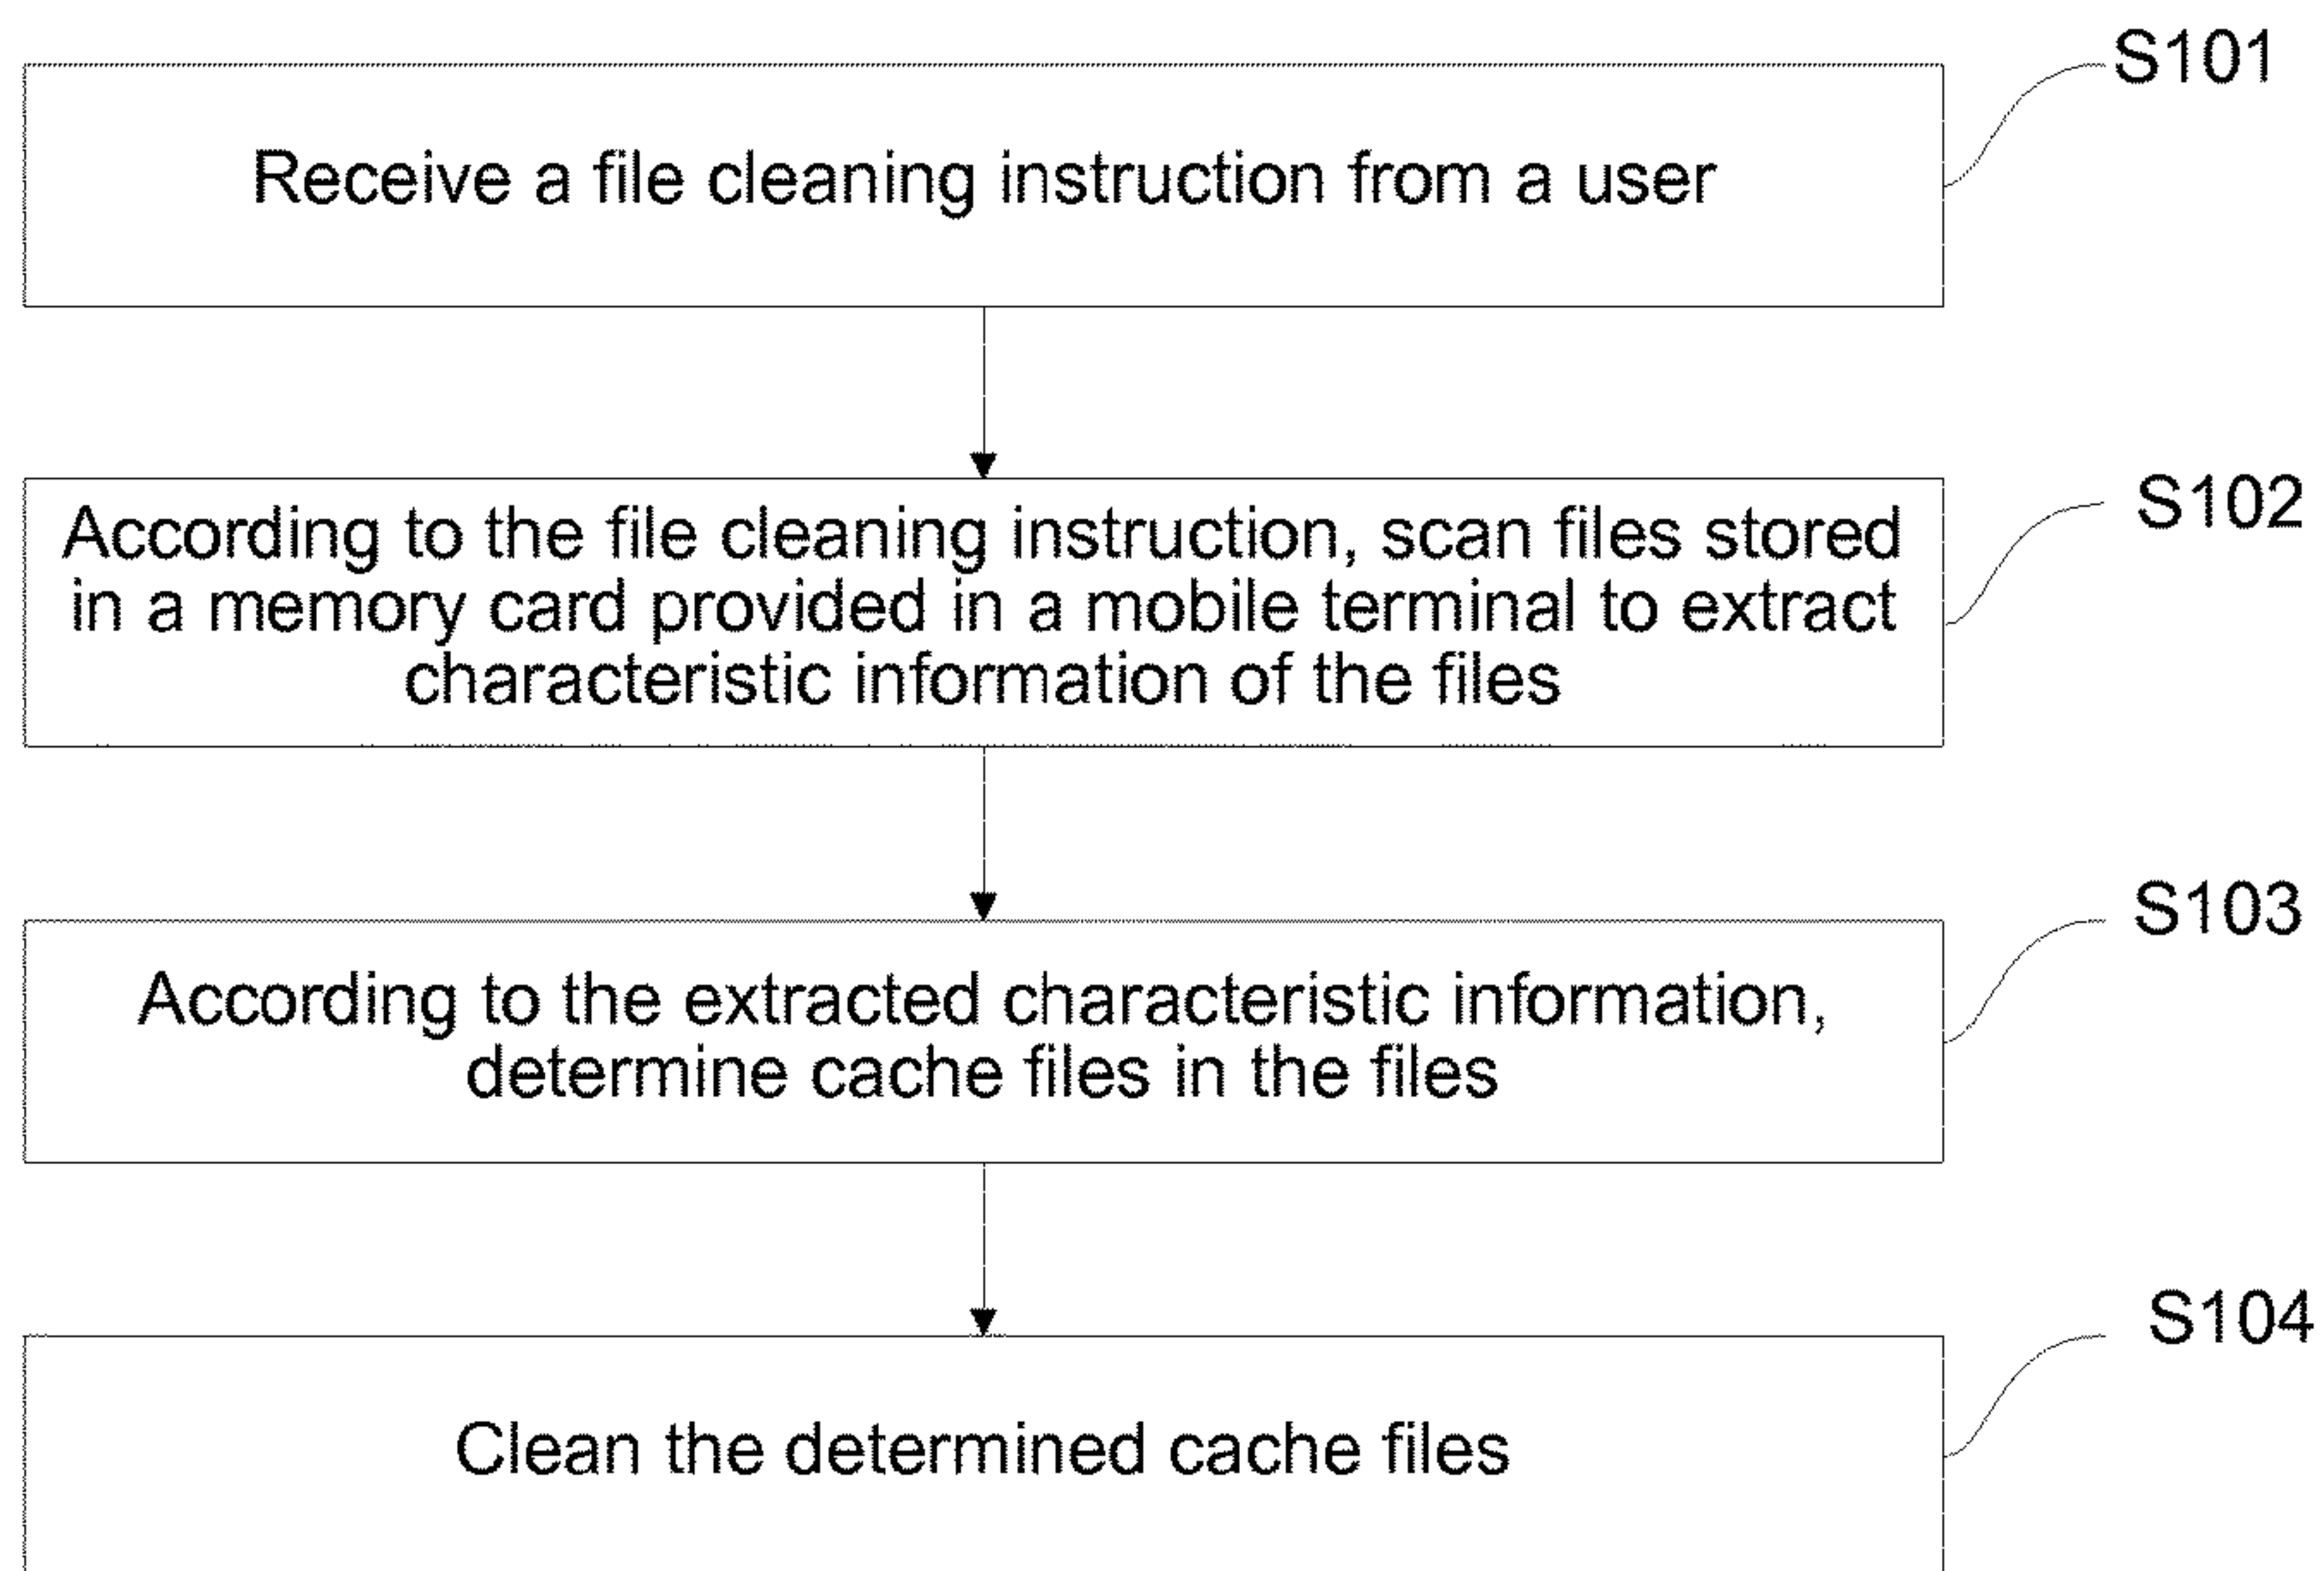 S101
Receive a file cleaning instruction from a user
S102
According to the file cleaning instruction, scan files stored
in a memory card provided in a mobile terminal to extract
characteristic information of the files
S103
According to the extracted characteristic information,
determine cache files in the files
S104
Clean the determined cache files